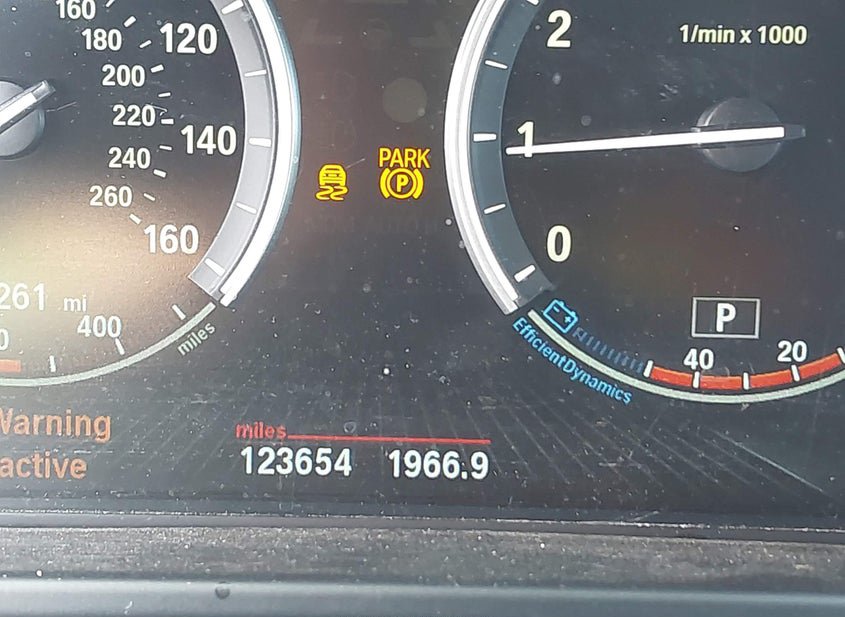 160
180
120
200
220
140
240
260
160
261 mi
400
miles
PARK
P
2
1/min x 1000
1
0
P
40
20
EfficientDynamics
Warning
active
miles
123654 1966.9